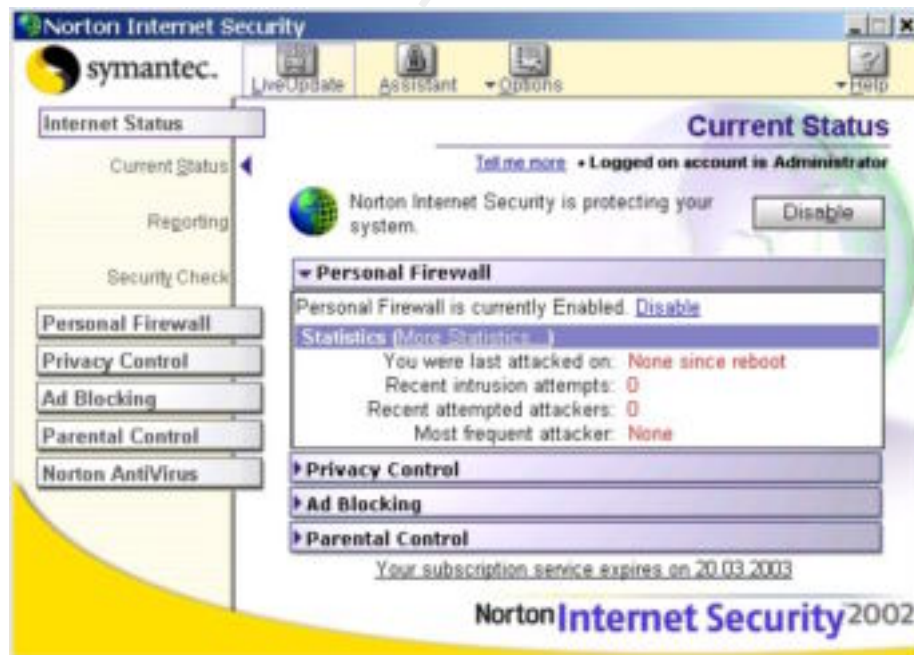 Norton Internet Security
symantec.
LiveUpdate
Assistant
Options
Help
Internet Status
Current Status
Reporting
Security Check
Personal Firewall
Privacy Control
Ad Blocking
Parental Control
Norton AntiVirus
Current Status
Tell me more • Logged on account is Administrator
Norton Internet Security is protecting your
system.
Disable
Personal Firewall
Personal Firewall is currently Enabled. Disable
Statistics (More Statistics...)
You were last attacked on: None since reboot
Recent intrusion attempts: 0
Recent attempted attackers: 0
Most frequent attacker: None
Privacy Control
Ad Blocking
Parental Control
Your subscription service expires on 20.03.2003
Norton Internet Security 2002